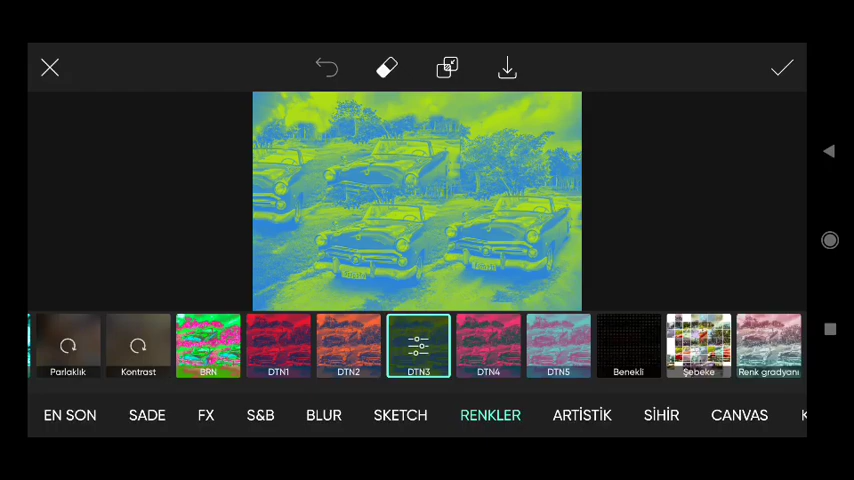 Parlaklık
Kontrast
BRN
DTN1
DTN2
DTN3
DTN4
DTN5
Benekli
Şebeke
Renk gradyanı
EN SON
SADE
FX
S&B
BLUR
SKETCH
RENKLER
ARTİSTİK
SİHİR
CANVAS